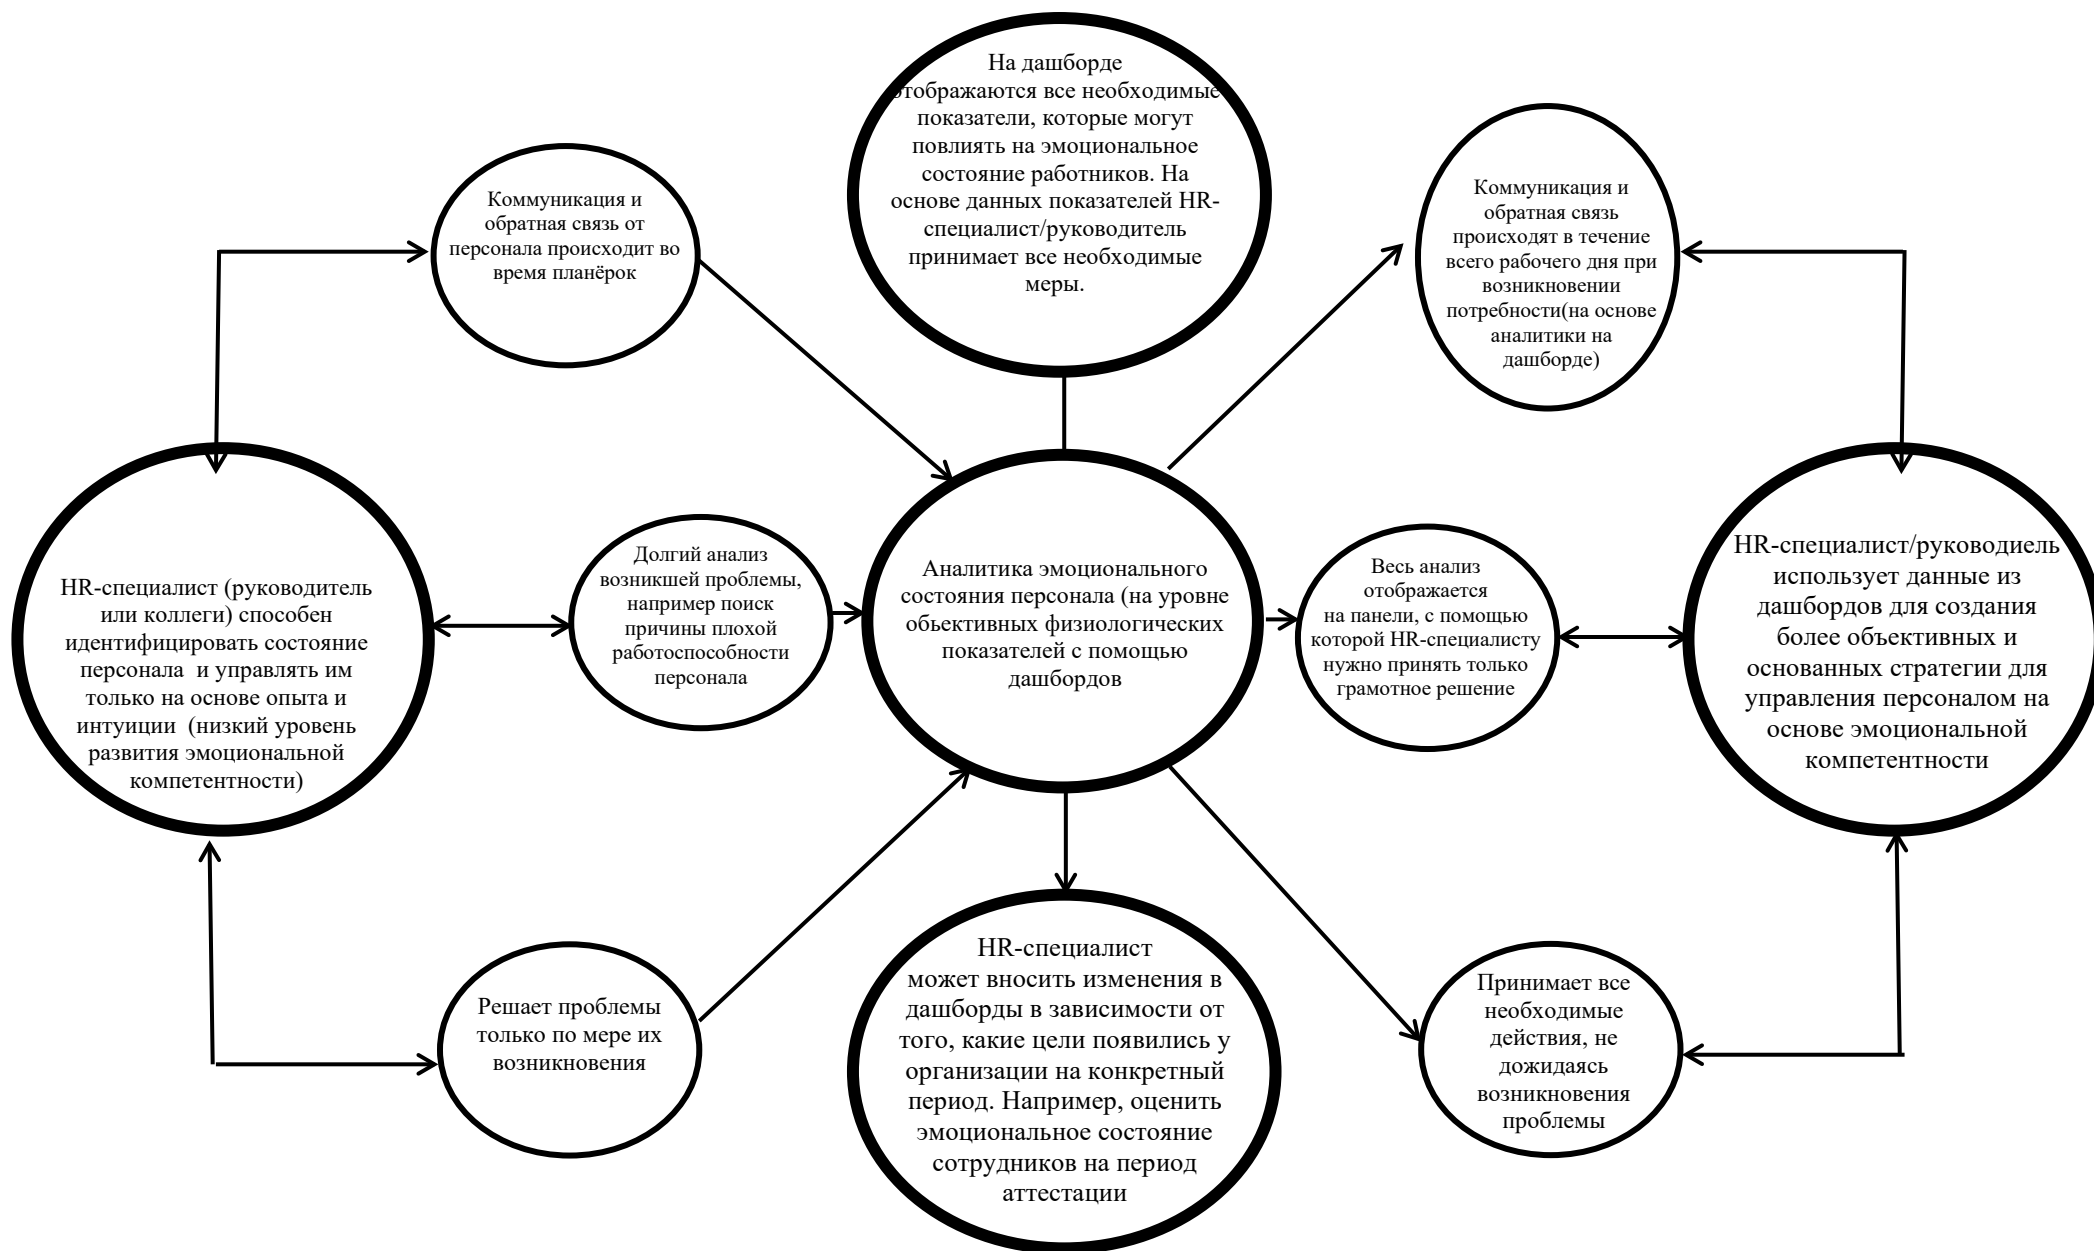 На дашборде
отображаются все необходимые
показатели, которые могут
повлиять на эмоциональное
состояние работников. На
основе данных показателей HR-
специалист/руководитель
принимает все необходимые
меры.
Коммуникация и
обратная связь от
персонала происходит во
время планёрок
Коммуникация и
обратная связь
происходят в течение
всего рабочего дня при
возникновении
потребности(на основе
аналитики на
дашборде)
HR-специалист (руководитель
или коллеги) способен
идентифицировать состояние
персонала и управлять им
только на основе опыта и
интуиции (низкий уровень
развития эмоциональной
компетентности)
Долгий анализ
возникшей проблемы,
например поиск
причины плохой
работоспособности
персонала
Аналитика эмоционального
состояния персонала (на уровне
обьективных физиологических
показателей с помощью
дашбордов
Весь анализ
отображается
на панели, с помощью
которой HR-специалисту
нужно принять только
грамотное решение
HR-специалист/руководиель
использует данные из
дашбордов для создания
более объективных и
основанных стратегии для
управления персоналом на
основе эмоциональной
компетентности
Решает проблемы
только по мере их
возникновения
HR-специалист
может вносить изменения в
дашборды в зависимости от
того, какие цели появились у
организации на конкретный
период. Например, оценить
эмоциональное состояние
сотрудников на период
аттестации
Принимает все
необходимые
действия, не
дожидаясь
возникновения
проблемы